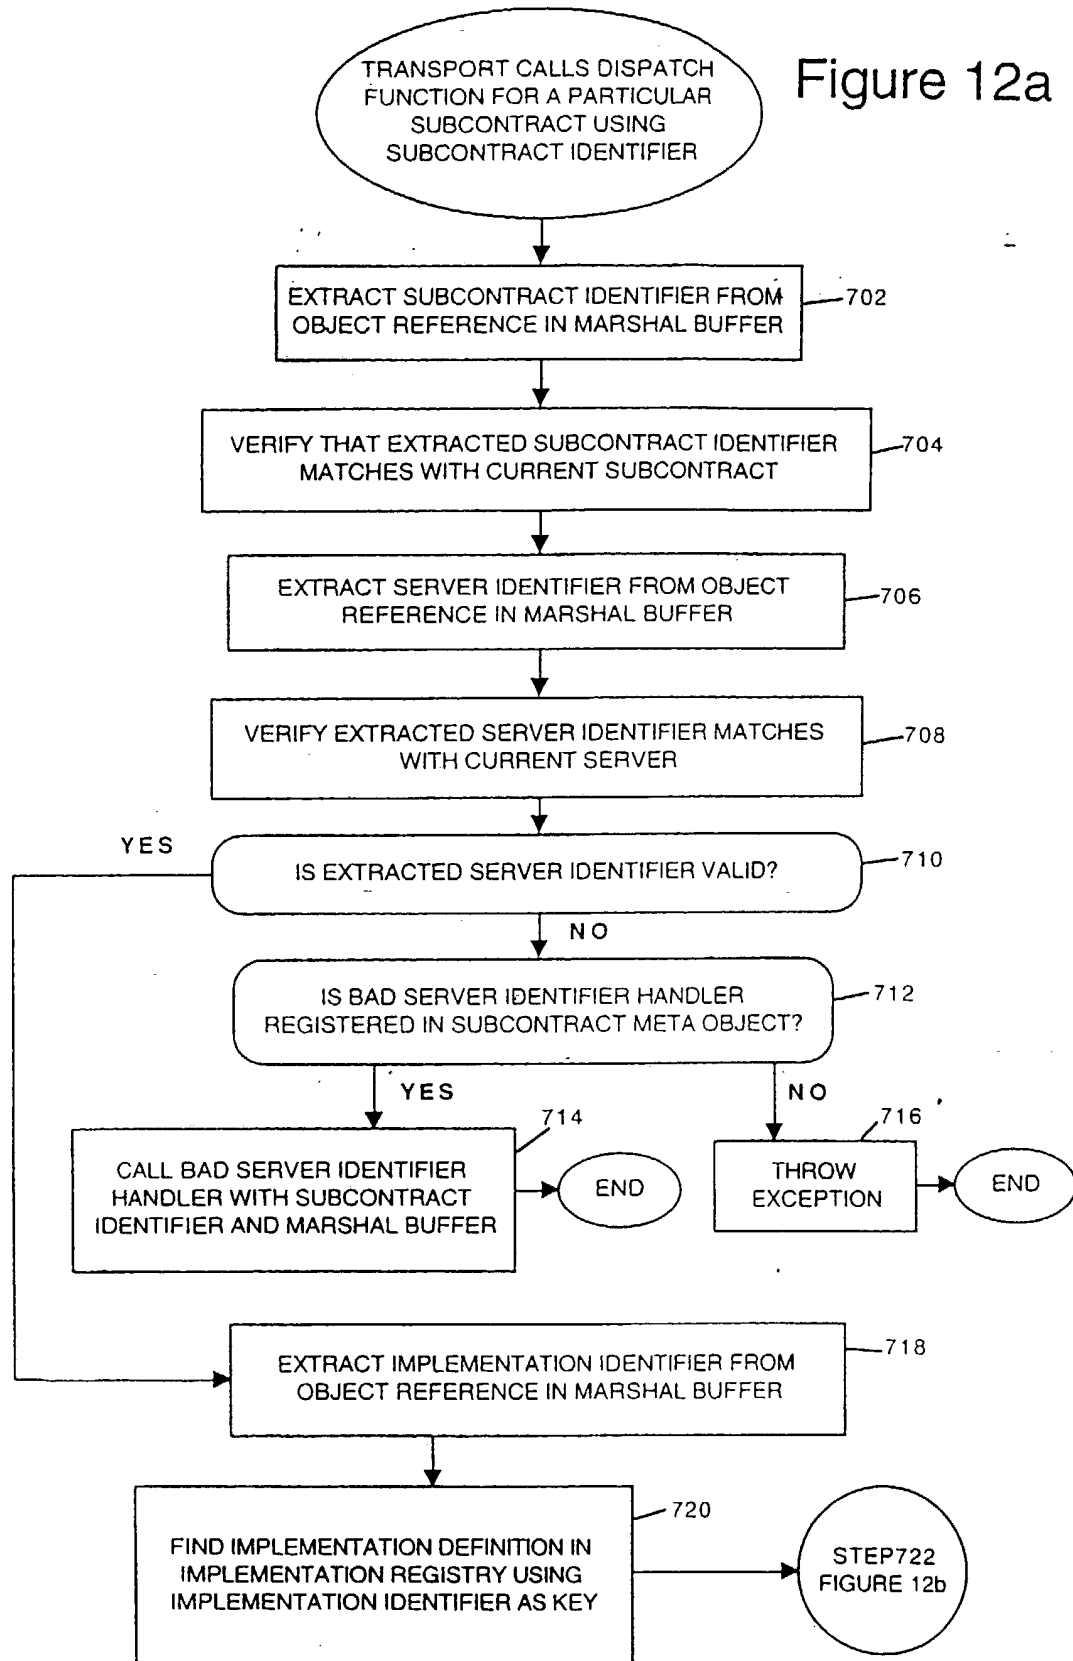 Figure 12a
TRANSPORT CALLS DISPATCH
FUNCTION FOR A PARTICULAR
SUBCONTRACT USING
SUBCONTRACT IDENTIFIER
EXTRACT SUBCONTRACT IDENTIFIER FROM
OBJECT REFERENCE IN MARSHAL BUFFER
702
VERIFY THAT EXTRACTED SUBCONTRACT IDENTIFIER
MATCHES WITH CURRENT SUBCONTRACT
704
EXTRACT SERVER IDENTIFIER FROM OBJECT
REFERENCE IN MARSHAL BUFFER
706
VERIFY EXTRACTED SERVER IDENTIFIER MATCHES
WITH CURRENT SERVER
708
YES
IS EXTRACTED SERVER IDENTIFIER VALID?
710
NO
IS BAD SERVER IDENTIFIER HANDLER
REGISTERED IN SUBCONTRACT META OBJECT?
712
YES
NO
714
CALL BAD SERVER IDENTIFIER
HANDLER WITH SUBCONTRACT
IDENTIFIER AND MARSHAL BUFFER
END
716
THROW
EXCEPTION
END
EXTRACT IMPLEMENTATION IDENTIFIER FROM
OBJECT REFERENCE IN MARSHAL BUFFER
718
FIND IMPLEMENTATION DEFINITION IN
IMPLEMENTATION REGISTRY USING
IMPLEMENTATION IDENTIFIER AS KEY
720
STEP722
FIGURE 12b